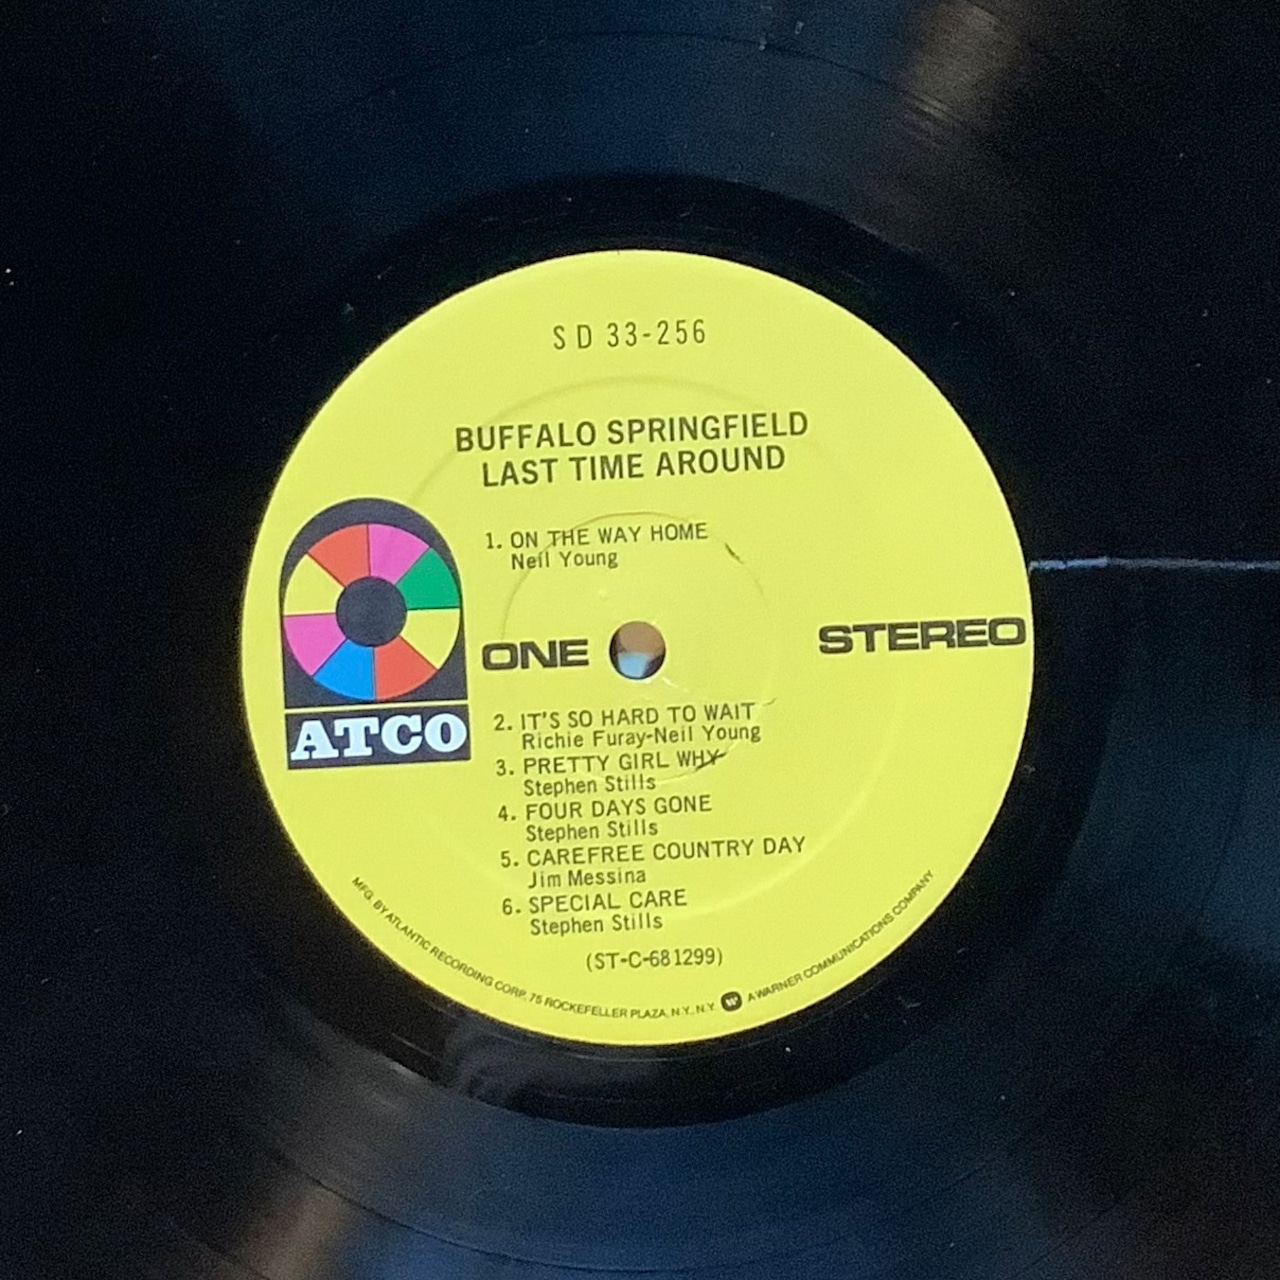 SD 33-256
BUFFALO SPRINGFIELD
LAST TIME AROUND
1. ON THE WAY HOME
Neil Young
ONE
STEREO
ATCO
2. IT'S SO HARD TO WAIT
Richie Furay-Neil Young
3. PRETTY GIRL WHY
Stephen Stills
4. FOUR DAYS GONE
Stephen Stills
5. CAREFREE COUNTRY DAY
Jim Messina
6. SPECIAL CARE
Stephen Stills
(ST-C-681299)
MFG. BY ATLANTIC RECORDING CORP. 75 ROCKEFELLER PLAZA, N.Y., N.Y. W A WARNER COMMUNICATIONS COMPANY